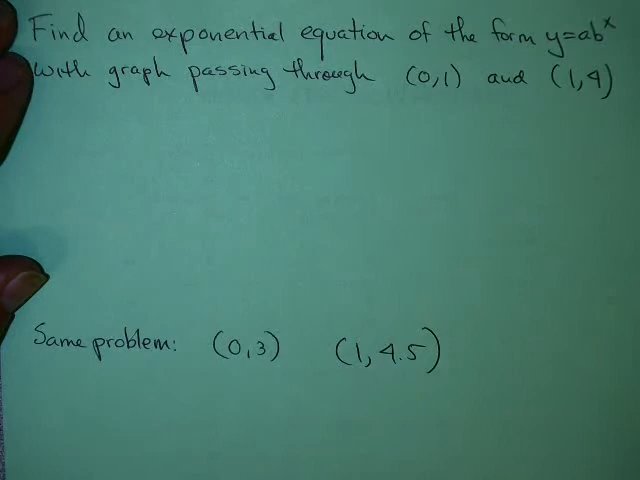 Find an exponential equation of the form y=abˣ
with graph passing through (0,1) and (1,4)
Same problem: (0,3) (1,4.5)